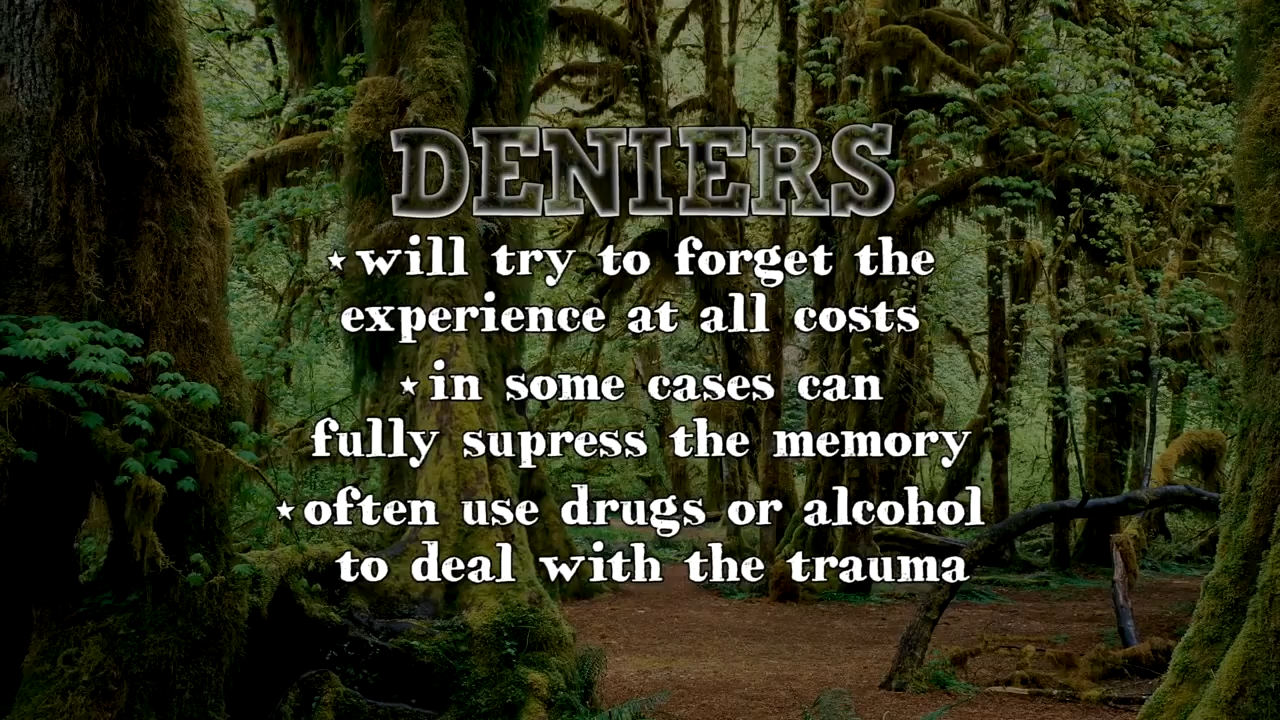 DENIERS
⋆will try to forget the
experience at all costs
⋆in some cases can
fully supress the memory
⋆often use drugs or alcohol
to deal with the trauma